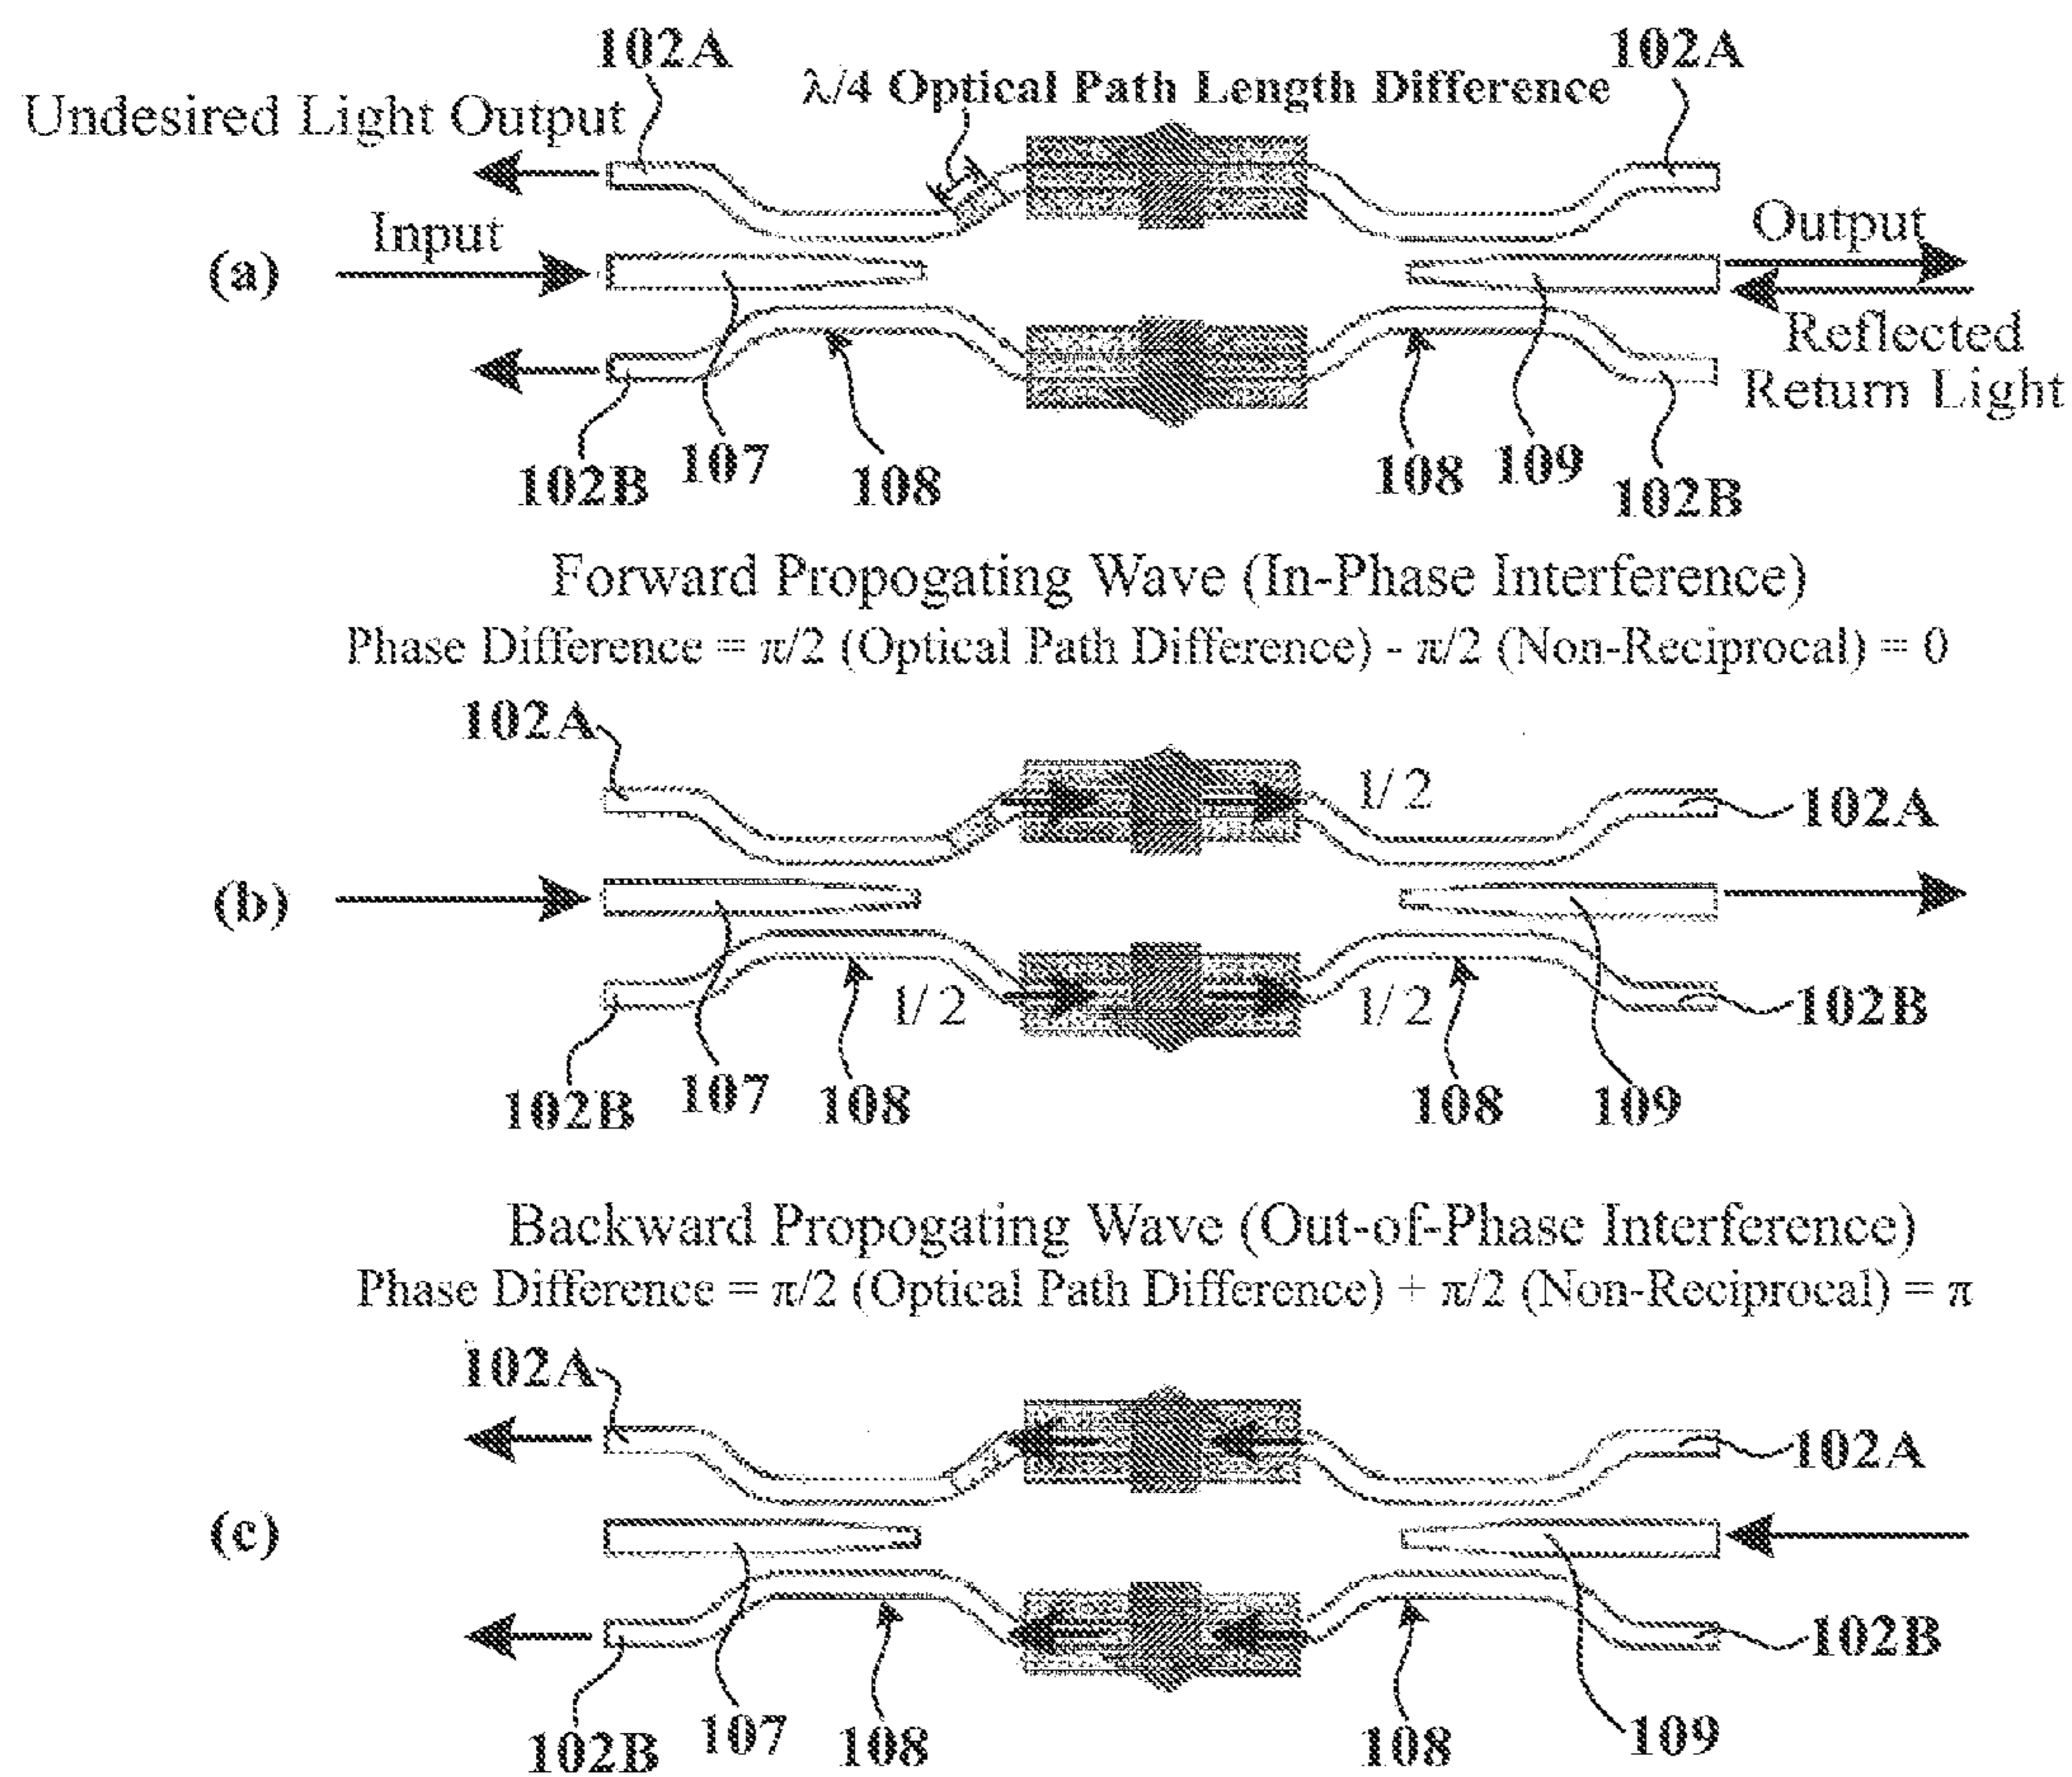 102A
102A
λ/4 Optical Path Length Difference
Undesired Light Output
Input
Output
(a)
Reflected
Return Light
102B
107
108
108
109
102B
Forward Propogating Wave (In-Phase Interference)
Phase Difference = π/2 (Optical Path Difference) - π/2 (Non-Reciprocal) = 0
102A
1/2
102A
(b)
1/2
1/2
102B
102B
107
108
108
109
Backward Propogating Wave (Out-of-Phase Interference)
Phase Difference = π/2 (Optical Path Difference) + π/2 (Non-Reciprocal) = π
102A
102A
(c)
102B
102B
107
108
108
109